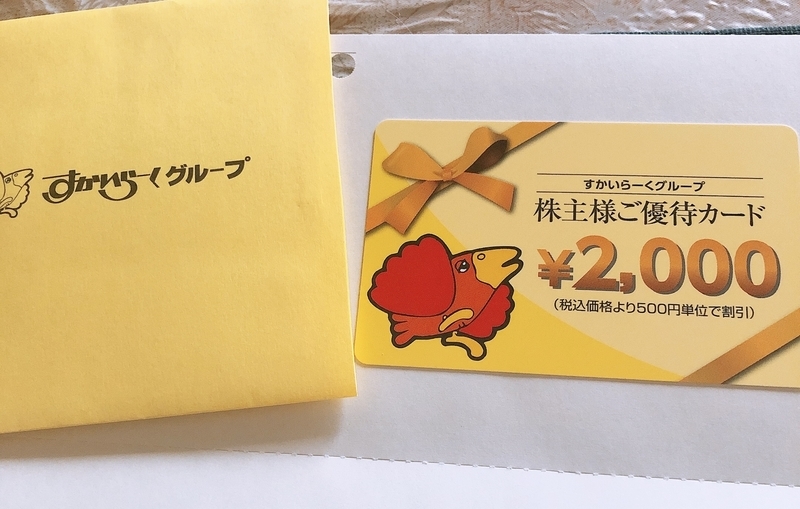 すかいらーくグループ
すかいらーくグループ
株主様ご優待カード
¥2,000
（税込価格より500円単位で割引）